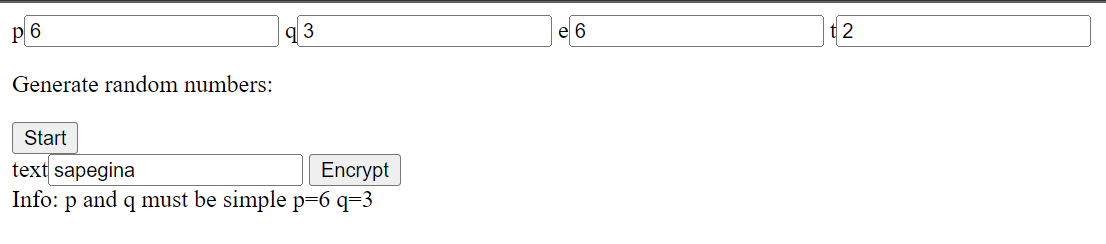 p 6 q 3 e 6 t 2
Generate random numbers:
Start
text sapegina Encrypt
Info: p and q must be simple p=6 q=3